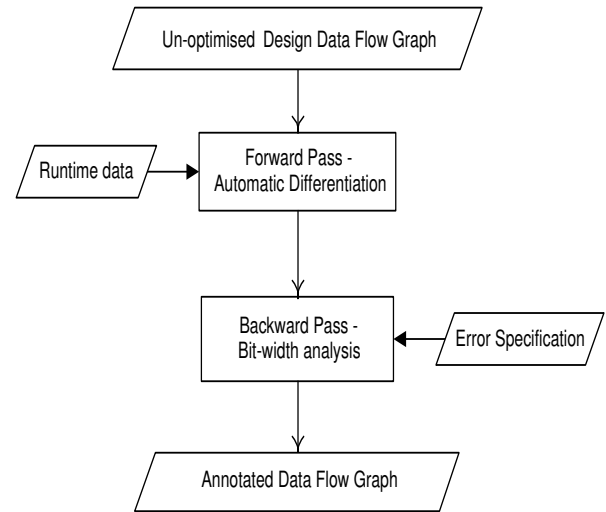 Un-optimised Design Data Flow Graph
Runtime data
Forward Pass -
Automatic Differentiation
Backward Pass -
Bit-width analysis
Error Specification
Annotated Data Flow Graph